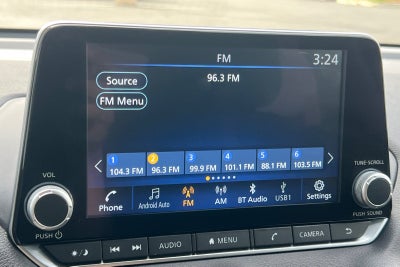 FM 3:24
Source 96.3 FM
FM Menu
1 2 3 4 5 6
104.3 FM 96.3 FM 99.9 FM 101.1 FM 88.1 FM 103.5 FM
Phone Android Auto FM AM BT Audio USB1 Settings
VOL TUNE·SCROLL
PUSH PUSH SOUND
AUDIO MENU CAMERA